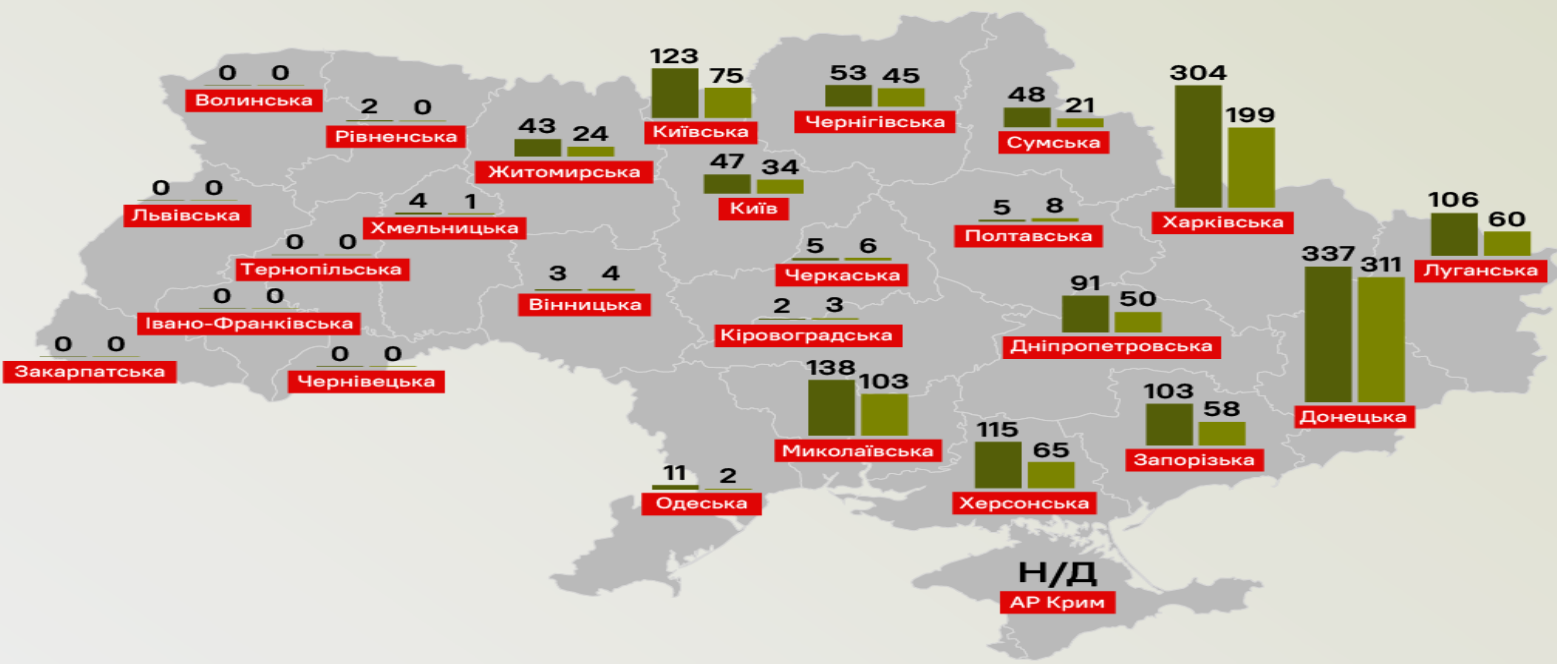 0 0
Волинська
2 0
Рівненська
43 24
Житомирська
123 75
Київська
53 45
Чернігівська
48 21
Сумська
304 199
Харківська
0 0
Львівська
4 1
Хмельницька
47 34
Київ
5 8
Полтавська
106 60
Луганська
0 0
Тернопільська
3 4
Вінницька
5 6
Черкаська
337 311
Донецька
0 0
Івано-Франківська
2 3
Кіровоградська
91 50
Дніпропетровська
0 0
Закарпатська
0 0
Чернівецька
138 103
Миколаївська
103 58
Запорізька
11 2
Одеська
115 65
Херсонська
Н/Д
АР Крим